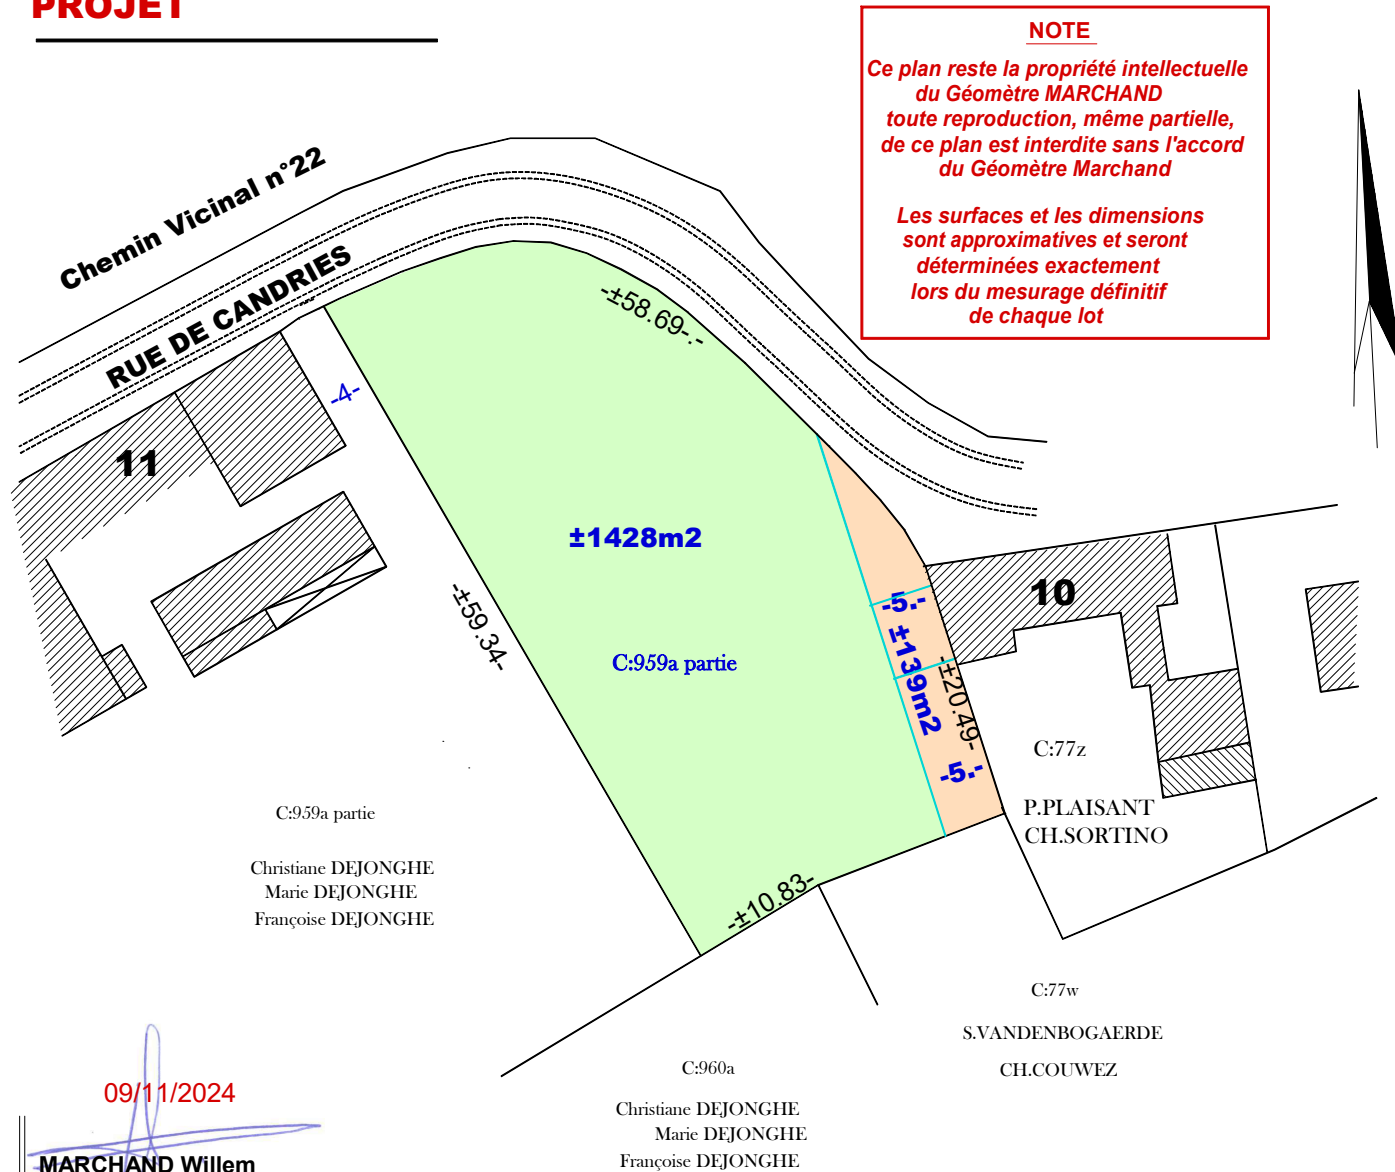 PROJET
NOTE
Ce plan reste la propriété intellectuelle
du Géomètre MARCHAND
toute reproduction, même partielle,
de ce plan est interdite sans l'accord
du Géomètre Marchand
Les surfaces et les dimensions
sont approximatives et seront
déterminées exactement
lors du mesurage définitif
de chaque lot
Chemin Vicinal n°22
RUE DE CANDRIES
-±58.69-.-
-4-
11
±1428m2
-±59.34-
C:959a partie
-5.-
±139m2
-±20.49-
-5.-
10
C:77z
P.PLAISANT
CH.SORTINO
C:959a partie
Christiane DEJONGHE
Marie DEJONGHE
Françoise DEJONGHE
-±10.83-
C:77w
S.VANDENBOGAERDE
CH.COUWEZ
C:960a
Christiane DEJONGHE
Marie DEJONGHE
Françoise DEJONGHE
09/11/2024
MARCHAND Willem